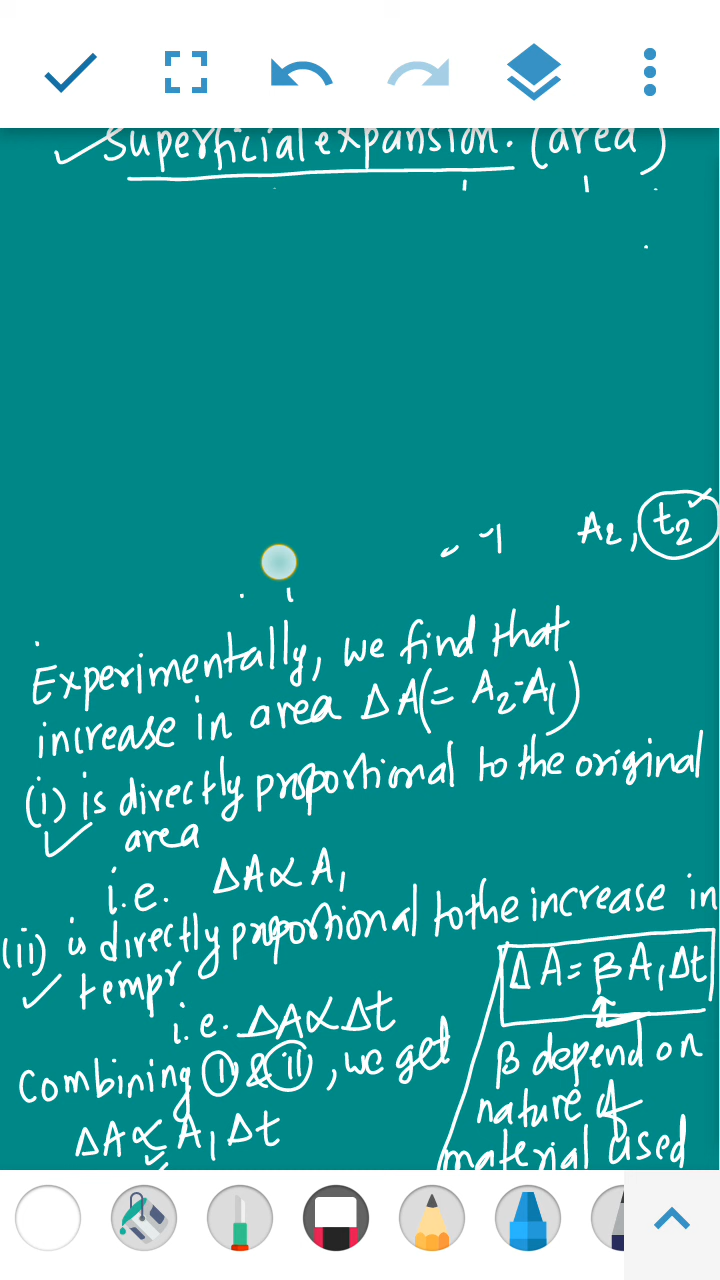 Superficial expansion. (area)
A2, t2
Experimentally, we find that
increase in area ΔA(= A2-A1)
(i) is directly proportional to the original
area
i.e. ΔA∝A1
(ii) is directly proportional to the increase in
tempr
i.e. ΔA∝Δt
Combining (i) & (ii), we get
ΔA∝A1Δt
ΔA=βA1Δt
β depend on
nature of
material used